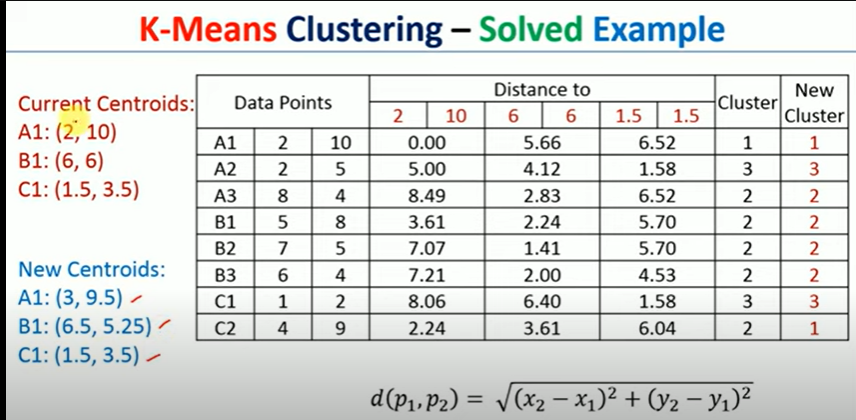 K-Means Clustering – Solved Example
Current Centroids:
A1: (2, 10)
B1: (6, 6)
C1: (1.5, 3.5)
New Centroids:
A1: (3, 9.5)
B1: (6.5, 5.25)
C1: (1.5, 3.5)
Data Points Distance to Cluster New Cluster
2 10 6 6 1.5 1.5
A1 2 10 0.00 5.66 6.52 1 1
A2 2 5 5.00 4.12 1.58 3 3
A3 8 4 8.49 2.83 6.52 2 2
B1 5 8 3.61 2.24 5.70 2 2
B2 7 5 7.07 1.41 5.70 2 2
B3 6 4 7.21 2.00 4.53 2 2
C1 1 2 8.06 6.40 1.58 3 3
C2 4 9 2.24 3.61 6.04 2 1
d(p₁, p₂) = √(x₂ − x₁)² + (y₂ − y₁)²